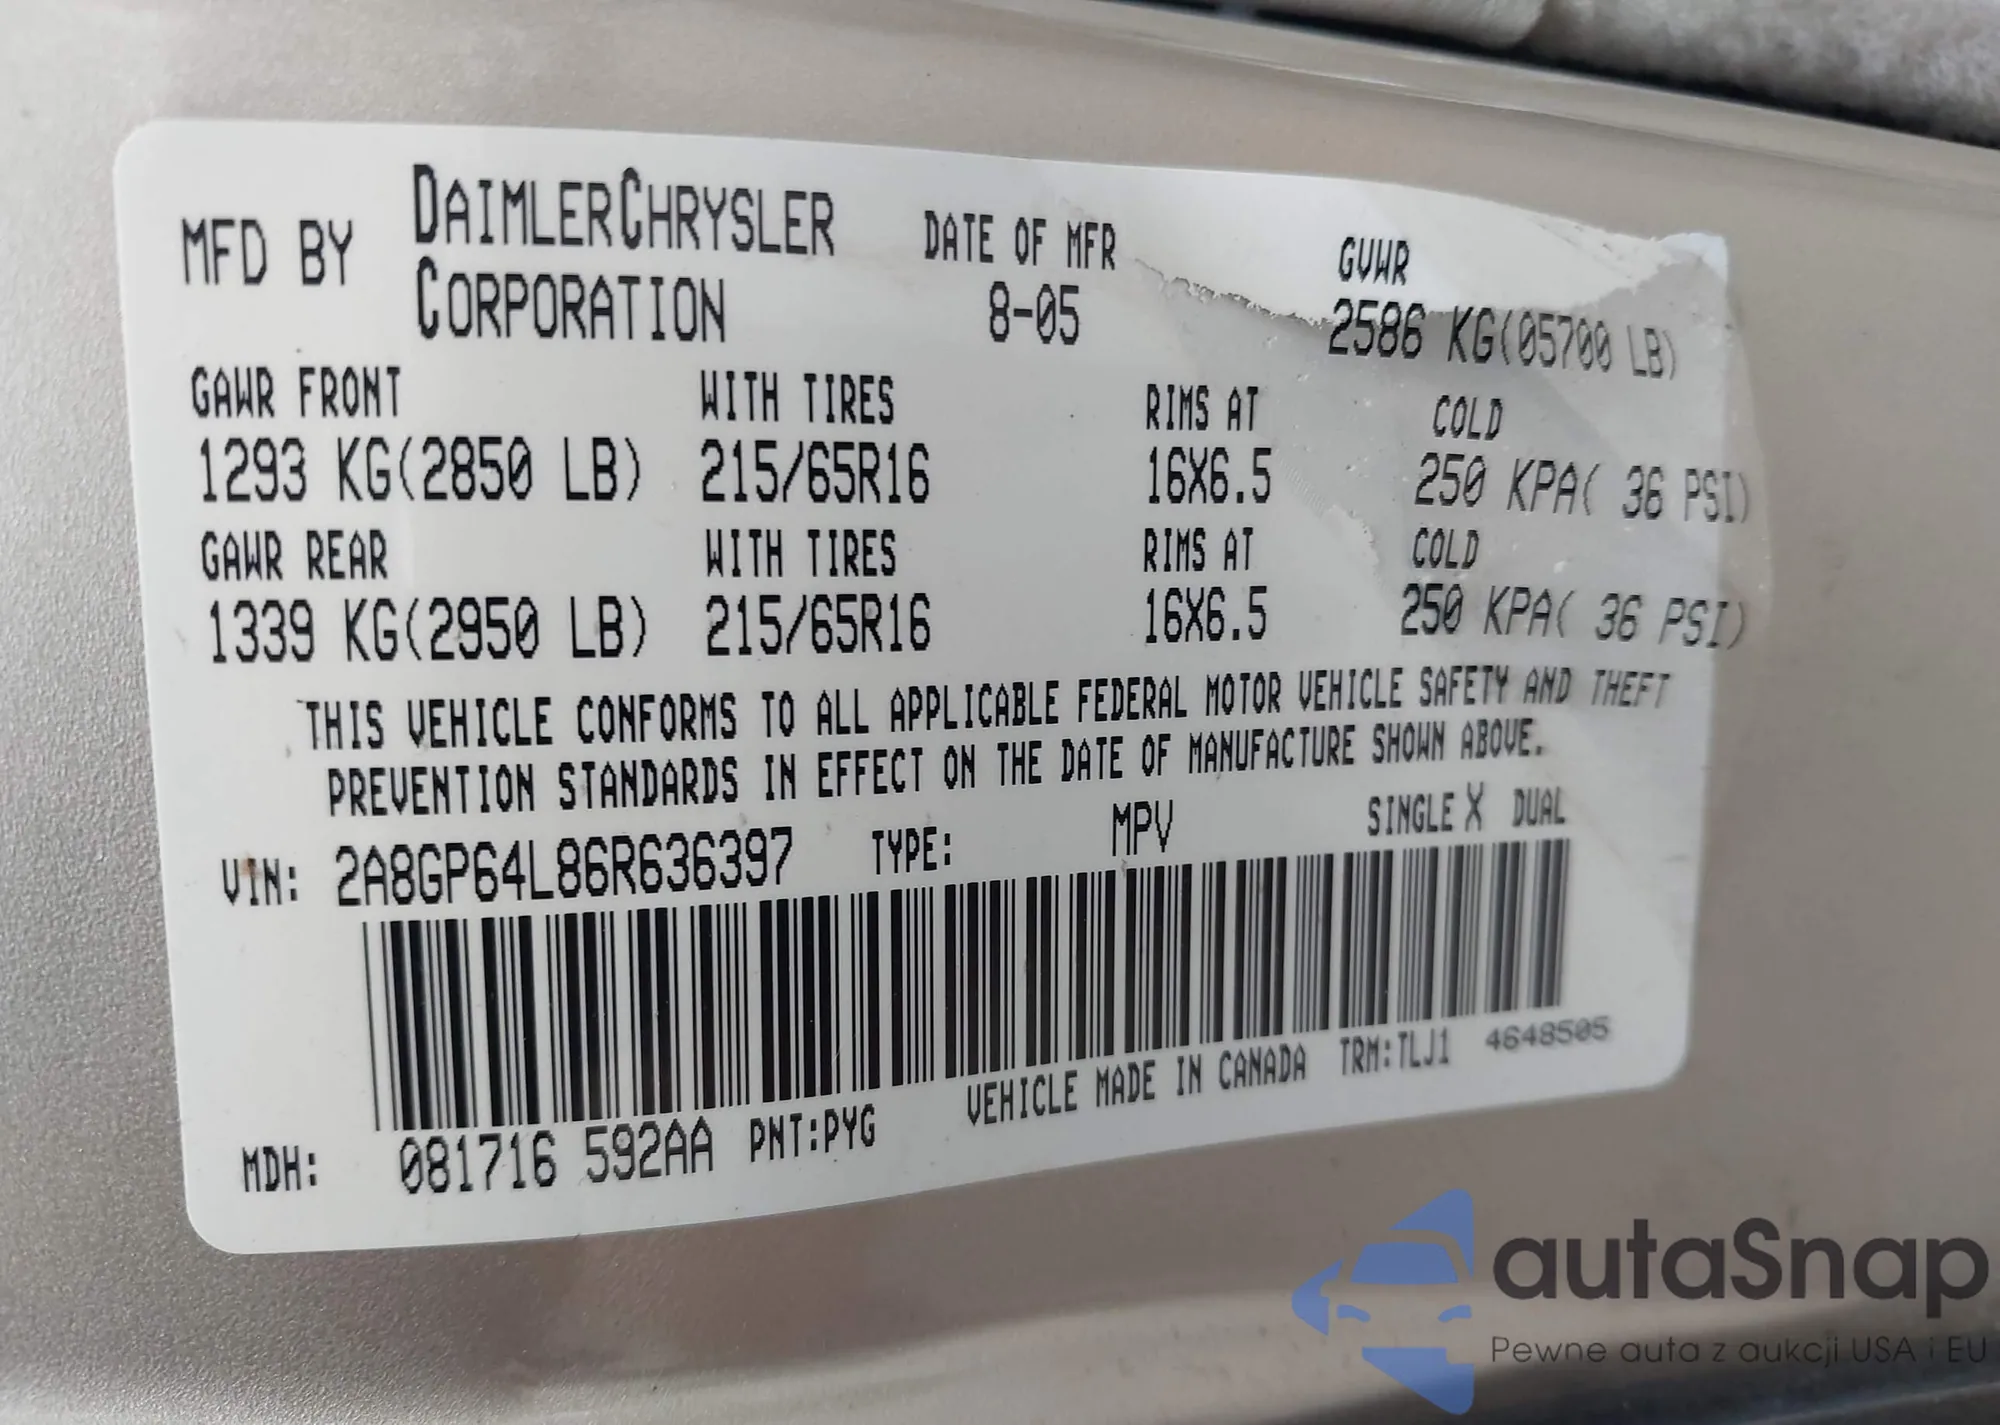 MFD BY DAIMLERCHRYSLER CORPORATION DATE OF MFR 8-05 GVWR 2586 KG(05700 LB)
GAWR FRONT WITH TIRES RIMS AT COLD
1293 KG(2850 LB) 215/65R16 16X6.5 250 KPA( 36 PSI)
GAWR REAR WITH TIRES RIMS AT COLD
1339 KG(2950 LB) 215/65R16 16X6.5 250 KPA( 36 PSI)
THIS VEHICLE CONFORMS TO ALL APPLICABLE FEDERAL MOTOR VEHICLE SAFETY AND THEFT
PREVENTION STANDARDS IN EFFECT ON THE DATE OF MANUFACTURE SHOWN ABOVE.
VIN: 2A8GP64L86R636397 TYPE: MPV SINGLE X DUAL
MDH: 081716 592AA PNT:PYG VEHICLE MADE IN CANADA TRM:TLJ1 4648505
autaSnap
Pewne auta z aukcji USA i EU